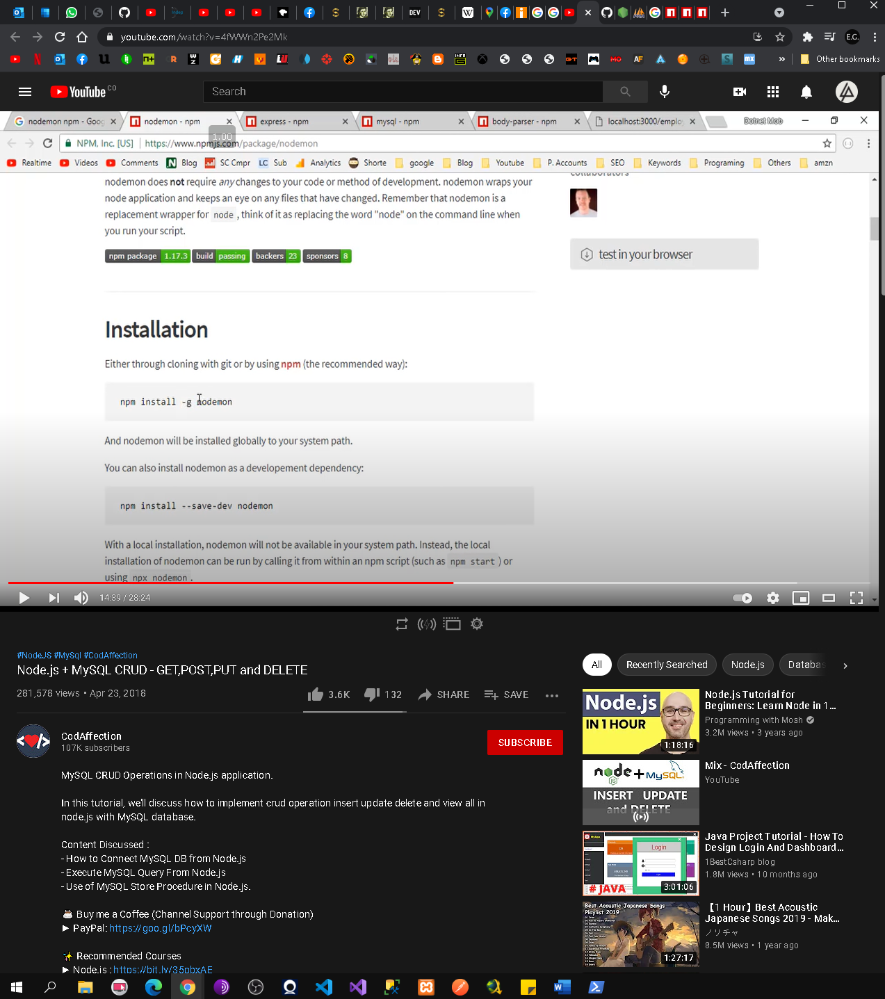 youtube.com/watch?v=4fWWn2Pe2Mk
E.G.
Other bookmarks
YouTube CO
Search
nodemon npm - Goog
nodemon - npm
express - npm
mysql - npm
body-parser - npm
localhost:3000/emplo
Dotnet Mob
1.00
NPM, Inc. [US]
https://www.npmjs.com/package/nodemon
Realtime
Videos
Comments
Blog
SC Cmpr
Sub
Analytics
Shorte
google
Blog
Youtube
P. Accounts
SEO
Keywords
Programing
Others
amzn
collaborators
nodemon does not require any changes to your code or method of development. nodemon wraps your
node application and keeps an eye on any files that have changed. Remember that nodemon is a
replacement wrapper for node , think of it as replacing the word "node" on the command line when
you run your script.
npm package 1.17.3 build passing backers 23 sponsors 8
test in your browser
Installation
Either through cloning with git or by using npm (the recommended way):
npm install -g nodemon
And nodemon will be installed globally to your system path.
You can also install nodemon as a developement dependency:
npm install --save-dev nodemon
With a local installation, nodemon will not be available in your system path. Instead, the local
installation of nodemon can be run by calling it from within an npm script (such as npm start ) or
using npx nodemon .
14:39 / 28:24
#NodeJS #MySql #CodAffection
Node.js + MySQL CRUD - GET,POST,PUT and DELETE
281,578 views • Apr 23, 2018
3.6K
132
SHARE
SAVE
CodAffection
107K subscribers
SUBSCRIBE
MySQL CRUD Operations in Node.js application.
In this tutorial, we'll discuss how to implement crud operation insert update delete and view all in
node.js with MySQL database.
Content Discussed :
- How to Connect MySQL DB from Node.js
- Execute MySQL Query From Node.js
- Use of MySQL Store Procedure in Node.js.
☕ Buy me a Coffee (Channel Support through Donation)
► PayPal: https://goo.gl/bPcyXW
✨ Recommended Courses
► Node.js : https://bit.ly/35pbxAE
All
Recently Searched
Node.js
Databas
Node.js
IN 1 HOUR
1:18:16
Node.js Tutorial for
Beginners: Learn Node in 1...
Programming with Mosh
3.2M views • 3 years ago
node + MySQL
INSERT UPDATE
and DELETE
Mix - CodAffection
YouTube
Login
# JAVA
3:01:06
Java Project Tutorial - How To
Design Login And Dashboard...
1BestCsharp blog
1.8M views • 10 months ago
Best Acoustic Japanese Songs
Playlist 2019
1:27:17
【1 Hour】Best Acoustic
Japanese Songs 2019 - Mak...
ノリチャ
8.5M views • 1 year ago